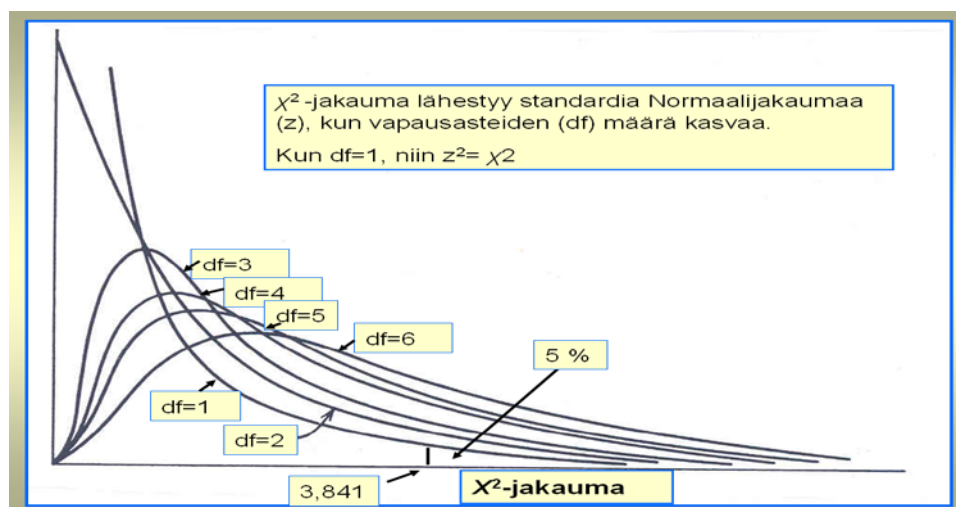 χ² -jakauma lähestyy standardia Normaalijakaumaa
(z), kun vapausasteiden (df) määrä kasvaa.
Kun df=1, niin z²= χ2
df=3
df=4
df=5
df=6
5 %
df=1
df=2
3,841
X²-jakauma